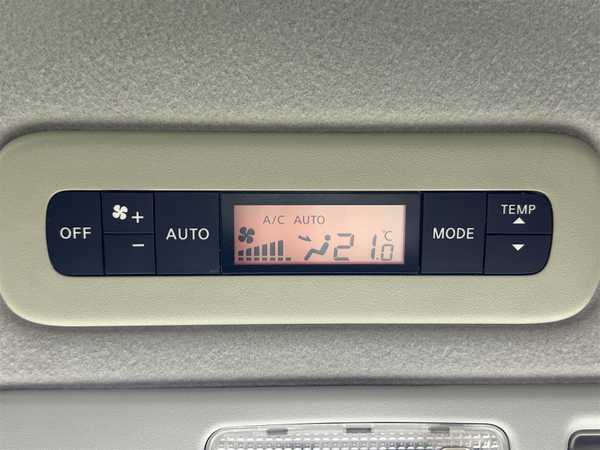 OFF
+
−
AUTO
A/C AUTO
21.0 °C
MODE
TEMP